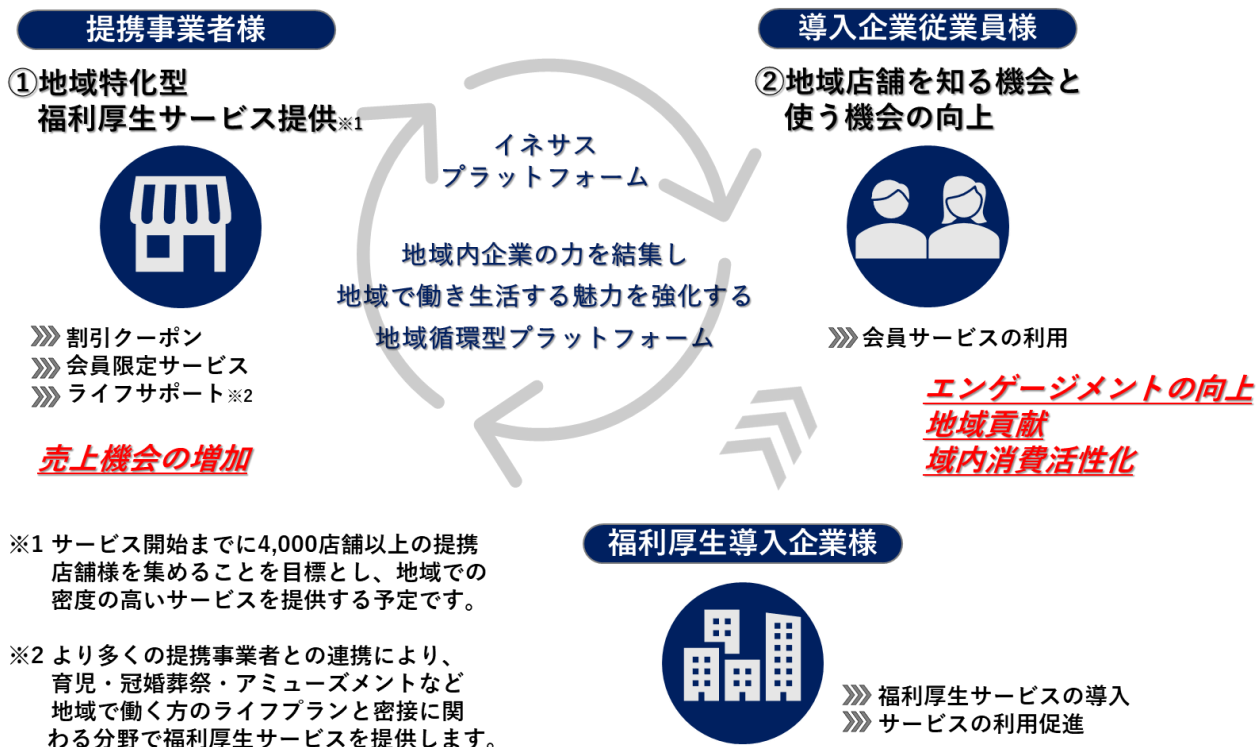 提携事業者様
①地域特化型
福利厚生サービス提供※1
割引クーポン
会員限定サービス
ライフサポート※2
売上機会の増加
イネサス
プラットフォーム
地域内企業の力を結集し
地域で働き生活する魅力を強化する
地域循環型プラットフォーム
導入企業従業員様
②地域店舗を知る機会と
使う機会の向上
会員サービスの利用
エンゲージメントの向上
地域貢献
域内消費活性化
※1 サービス開始までに4,000店舗以上の提携
店舗様を集めることを目標とし、地域での
密度の高いサービスを提供する予定です。
※2 より多くの提携事業者との連携により、
育児・冠婚葬祭・アミューズメントなど
地域で働く方のライフプランと密接に関
わる分野で福利厚生サービスを提供します。
福利厚生導入企業様
福利厚生サービスの導入
サービスの利用促進